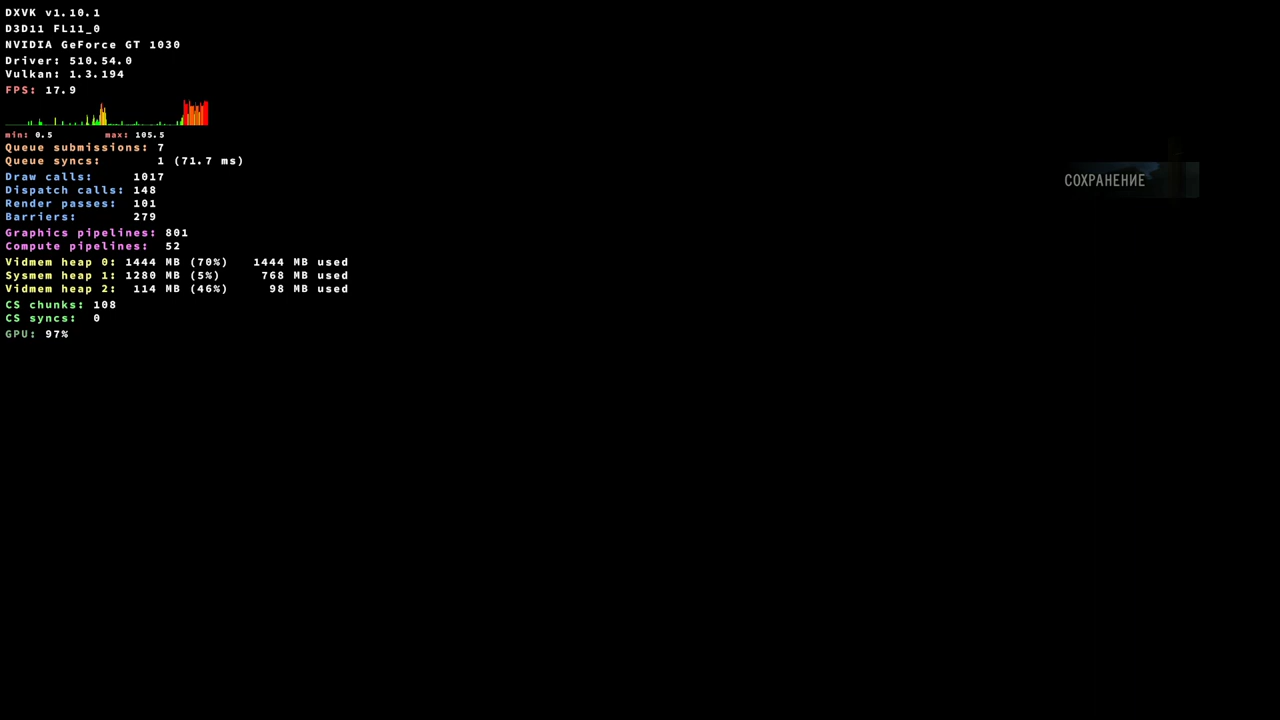 DXVK v1.10.1
D3D11 FL11_0
NVIDIA GeForce GT 1030
Driver: 510.54.0
Vulkan: 1.3.194
FPS: 17.9
min: 0.5 max: 105.5
Queue submissions: 7
Queue syncs: 1 (71.7 ms)
Draw calls: 1017
Dispatch calls: 148
Render passes: 101
Barriers: 279
Graphics pipelines: 801
Compute pipelines: 52
Vidmem heap 0: 1444 MB (70%) 1444 MB used
Sysmem heap 1: 1280 MB (5%) 768 MB used
Vidmem heap 2: 114 MB (46%) 98 MB used
CS chunks: 108
CS syncs: 0
GPU: 97%
СОХРАНЕНИЕ